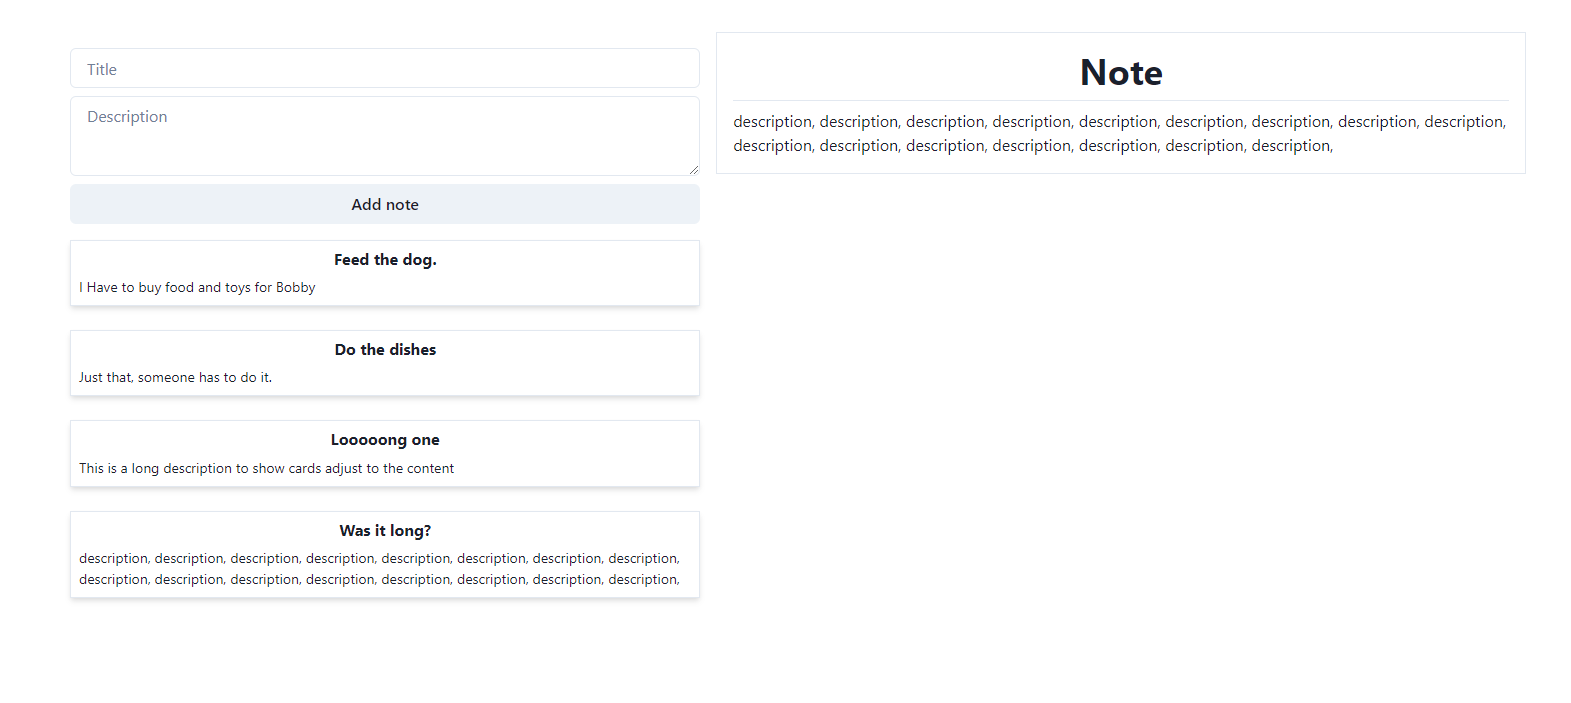 Title
Description
Add note
Feed the dog.
I Have to buy food and toys for Bobby
Do the dishes
Just that, someone has to do it.
Looooong one
This is a long description to show cards adjust to the content
Was it long?
description, description, description, description, description, description, description, description,
description, description, description, description, description, description, description, description,
Note
description, description, description, description, description, description, description, description, description,
description, description, description, description, description, description, description,